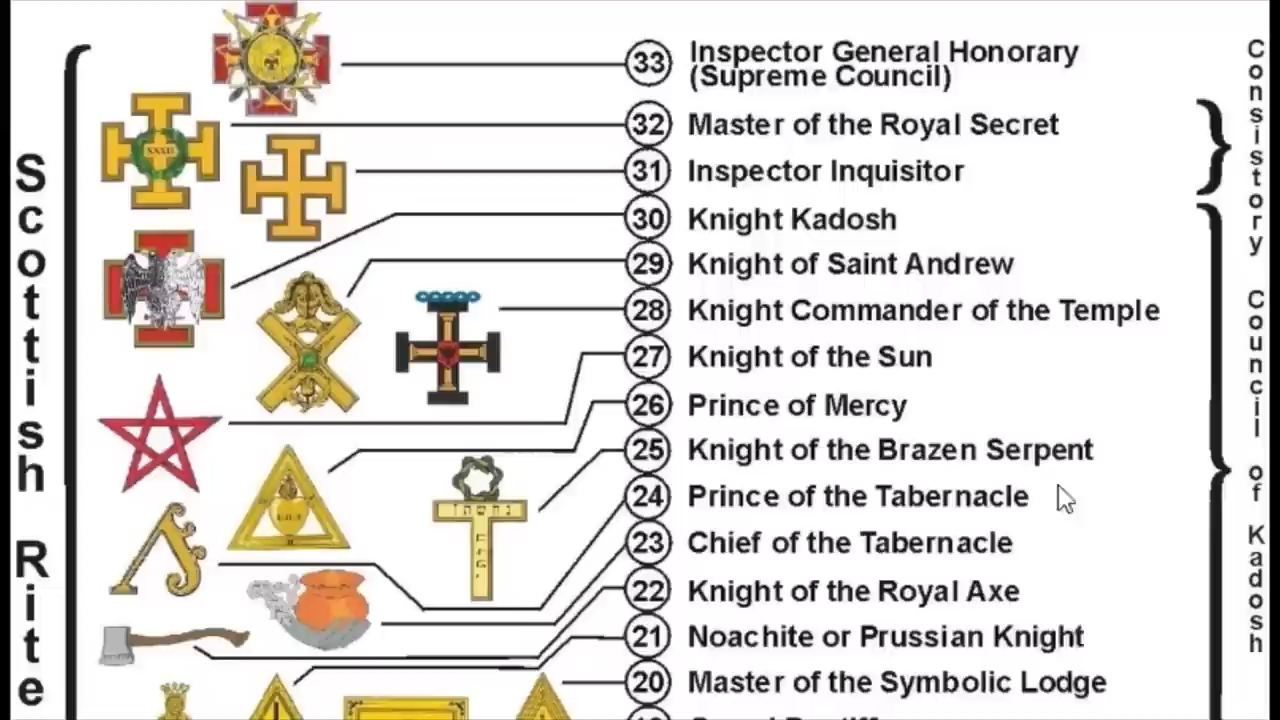 Scottish Rite
33 Inspector General Honorary
(Supreme Council)
32 Master of the Royal Secret
31 Inspector Inquisitor
30 Knight Kadosh
29 Knight of Saint Andrew
28 Knight Commander of the Temple
27 Knight of the Sun
26 Prince of Mercy
25 Knight of the Brazen Serpent
24 Prince of the Tabernacle
23 Chief of the Tabernacle
22 Knight of the Royal Axe
21 Noachite or Prussian Knight
20 Master of the Symbolic Lodge
Consistory
Council of Kadosh
XXXII